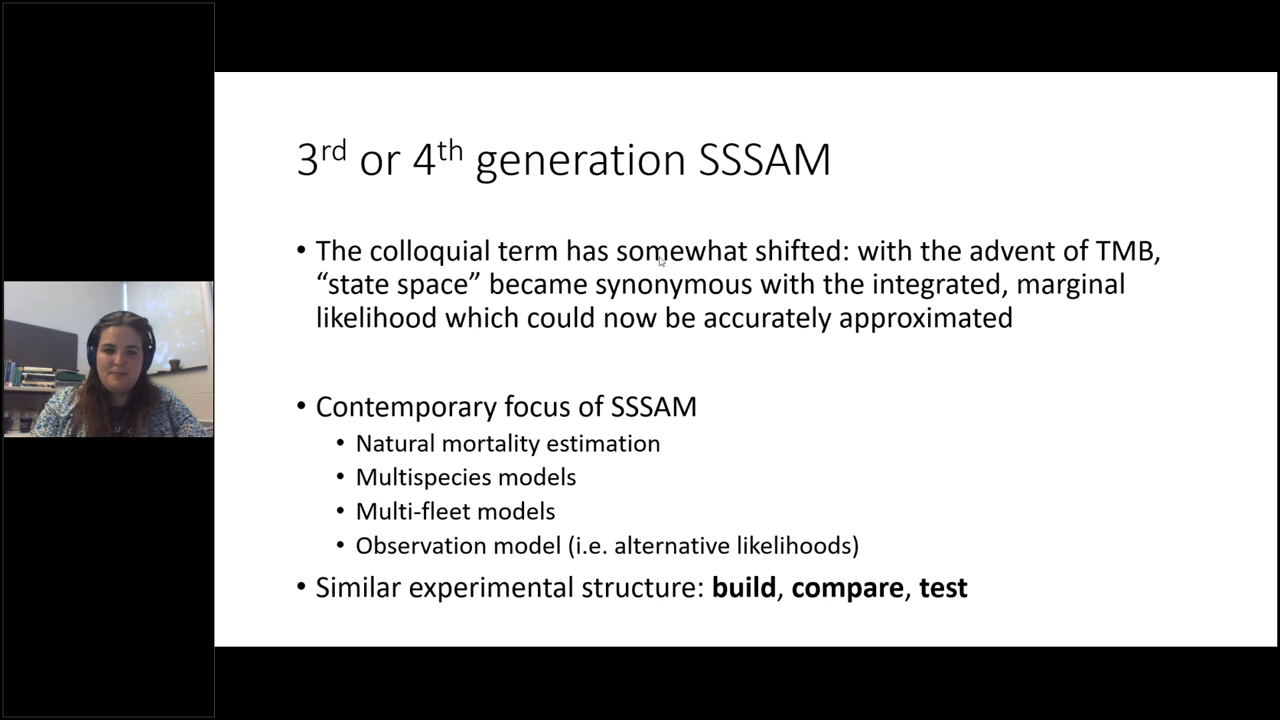 3rd or 4th generation SSSAM
• The colloquial term has somewhat shifted: with the advent of TMB,
“state space” became synonymous with the integrated, marginal
likelihood which could now be accurately approximated
• Contemporary focus of SSSAM
• Natural mortality estimation
• Multispecies models
• Multi-fleet models
• Observation model (i.e. alternative likelihoods)
• Similar experimental structure: build, compare, test